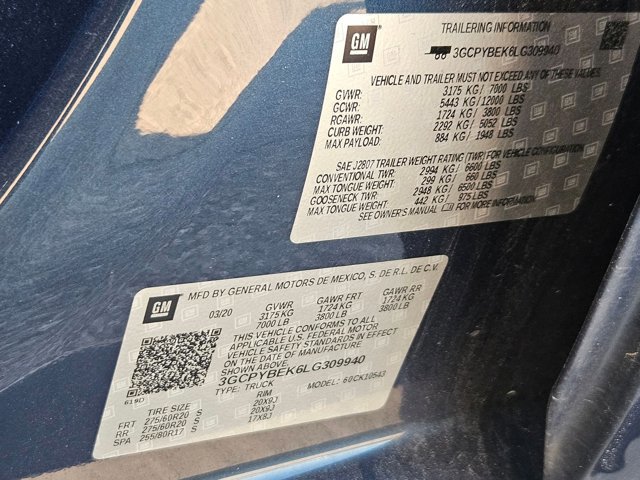 GM
TRAILERING INFORMATION
3GCPYBEK6LG309940
VEHICLE AND TRAILER MUST NOT EXCEED ANY OF THESE VALUES
GVWR: 3175 KG/ 7000 LBS
GCWR: 5443 KG/12000 LBS
RGAWR: 1724 KG/ 3800 LBS
CURB WEIGHT: 2292 KG/ 5052 LBS
MAX PAYLOAD: 884 KG/ 1948 LBS
SAE J2807 TRAILER WEIGHT RATING (TWR) FOR VEHICLE CONFIGURATION
CONVENTIONAL TWR: 2994 KG/ 6600 LBS
MAX TONGUE WEIGHT: 299 KG/ 660 LBS
GOOSENECK TWR: 2948 KG/ 6500 LBS
MAX TONGUE WEIGHT: 442 KG/ 975 LBS
SEE OWNER'S MANUAL FOR MORE INFORMATION
GM
MFD BY GENERAL MOTORS DE MEXICO, S. DE R.L. DE C.V.
03/20 GVWR GAWR FRT GAWR RR
3175KG 1724KG 1724KG
7000 LB 3800 LB 3800 LB
THIS VEHICLE CONFORMS TO ALL
APPLICABLE U.S. FEDERAL MOTOR
VEHICLE SAFETY STANDARDS IN EFFECT
ON THE DATE OF MANUFACTURE
SHOWN ABOVE.
3GCPYBEK6LG309940
TYPE: TRUCK MODEL:
619D
TIRE SIZE RIM
FRT 275/60R20 S 20X9J
RR 275/60R20 S 20X9J
SPA 255/80R17 S 17X8J